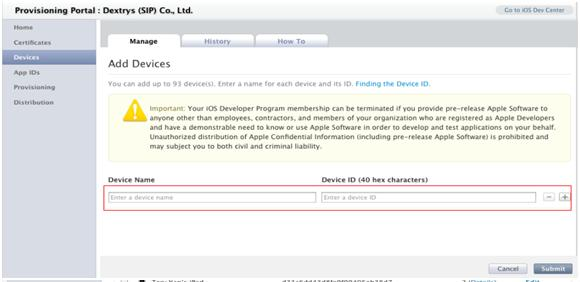 Provisioning Portal : Dextrys (SIP) Co., Ltd.
Go to iOS Dev Center
Home
Certificates
Devices
App IDs
Provisioning
Distribution
Manage
History
How To
Add Devices
You can add up to 93 device(s). Enter a name for each device and its ID. Finding the Device ID.
Important: Your iOS Developer Program membership can be terminated if you provide pre-release Apple Software to
anyone other than employees, contractors, and members of your organization who are registered as Apple Developers
and have a demonstrable need to know or use Apple Software in order to develop and test applications on your behalf.
Unauthorized distribution of Apple Confidential Information (including pre-release Apple Software) is prohibited and
may subject you to both civil and criminal liability.
Device Name
Device ID (40 hex characters)
Enter a device name
Enter a device ID
Cancel
Submit